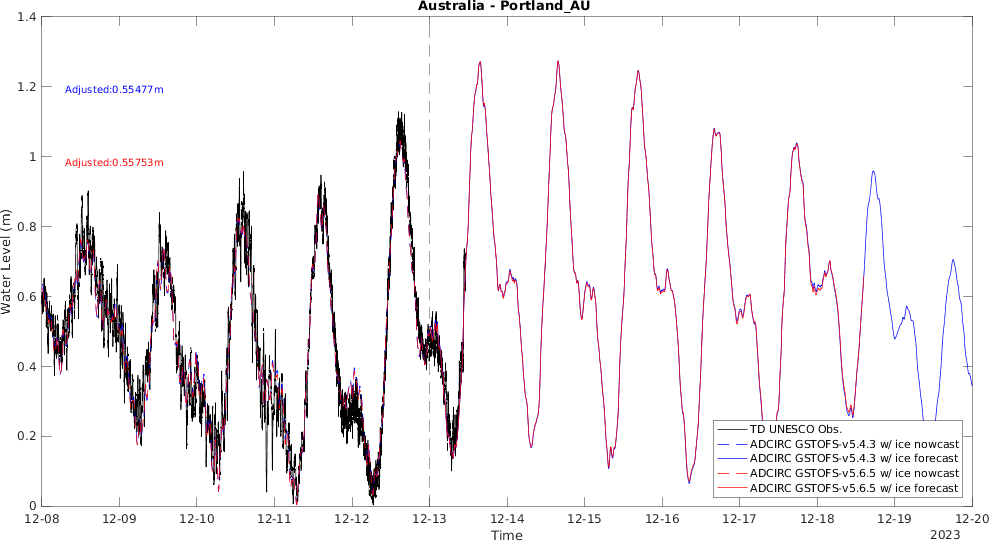 Australia - Portland_AU
1.4
1.2
1
0.8
0.6
0.4
0.2
0
Water Level (m)
Adjusted:0.55477m
Adjusted:0.55753m
TD UNESCO Obs.
ADCIRC GSTOFS-v5.4.3 w/ ice nowcast
ADCIRC GSTOFS-v5.4.3 w/ ice forecast
ADCIRC GSTOFS-v5.6.5 w/ ice nowcast
ADCIRC GSTOFS-v5.6.5 w/ ice forecast
12-08 12-09 12-10 12-11 12-12 12-13 12-14 12-15 12-16 12-17 12-18 12-19 12-20
Time
2023